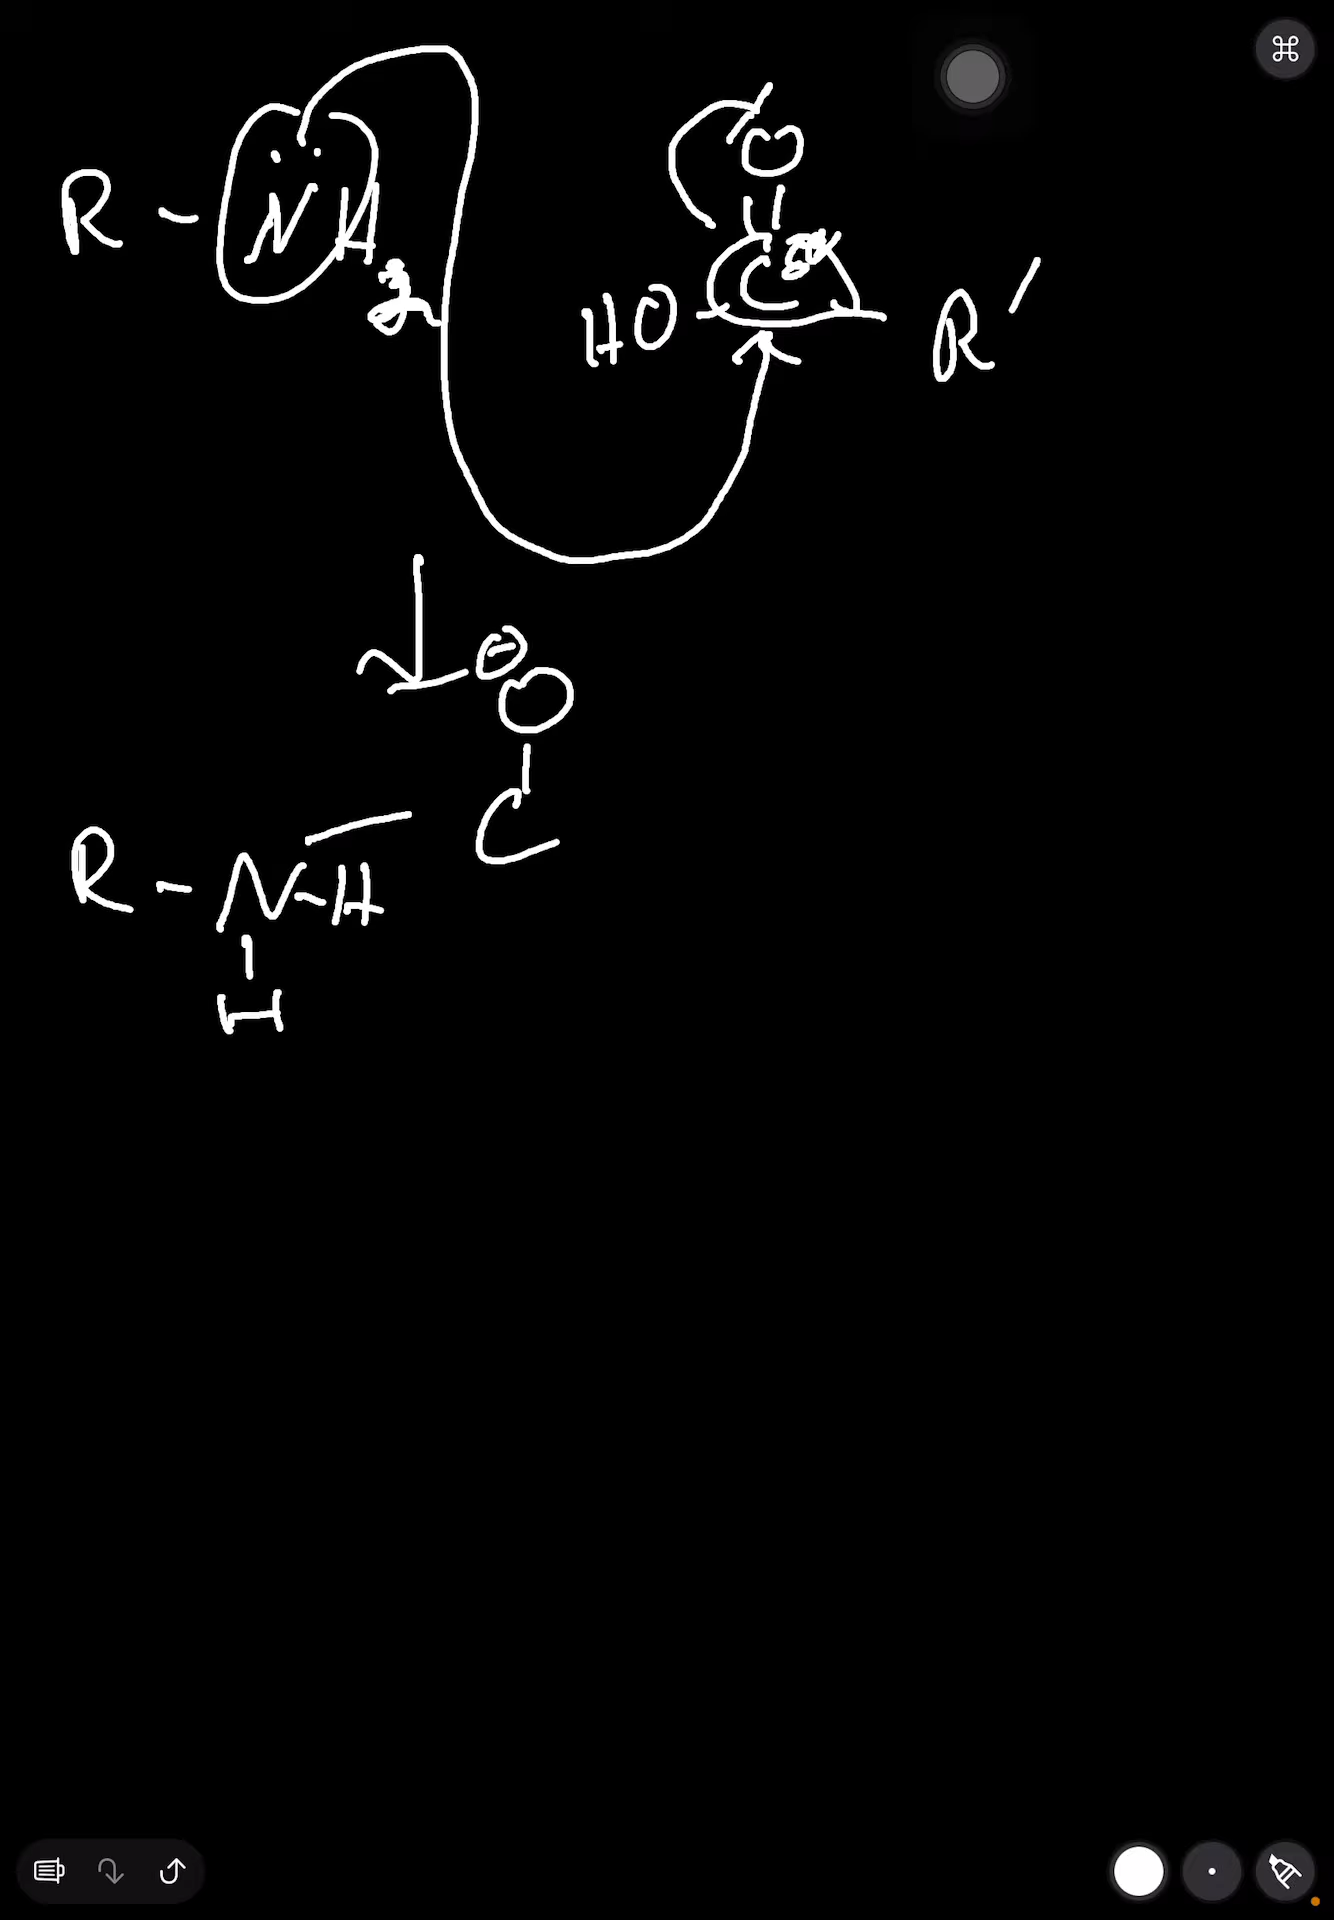 O
R - NH2
HO - C - R'
⊖
O
C
R - N - H
H